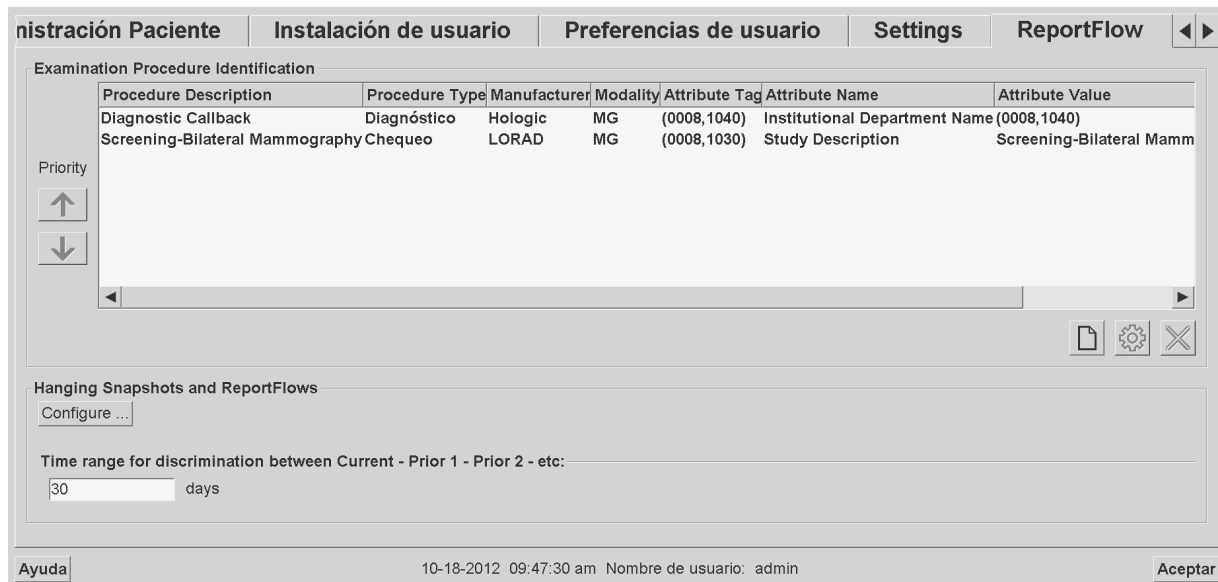 nistración Paciente Instalación de usuario Preferencias de usuario Settings ReportFlow
Examination Procedure Identification
Procedure Description Procedure Type Manufacturer Modality Attribute Tag Attribute Name Attribute Value
Diagnostic Callback Diagnóstico Hologic MG (0008,1040) Institutional Department Name (0008,1040)
Screening-Bilateral Mammography Chequeo LORAD MG (0008,1030) Study Description Screening-Bilateral Mamm
Priority
Hanging Snapshots and ReportFlows
Configure ...
Time range for discrimination between Current - Prior 1 - Prior 2 - etc:
30 days
Ayuda 10-18-2012 09:47:30 am Nombre de usuario: admin Aceptar